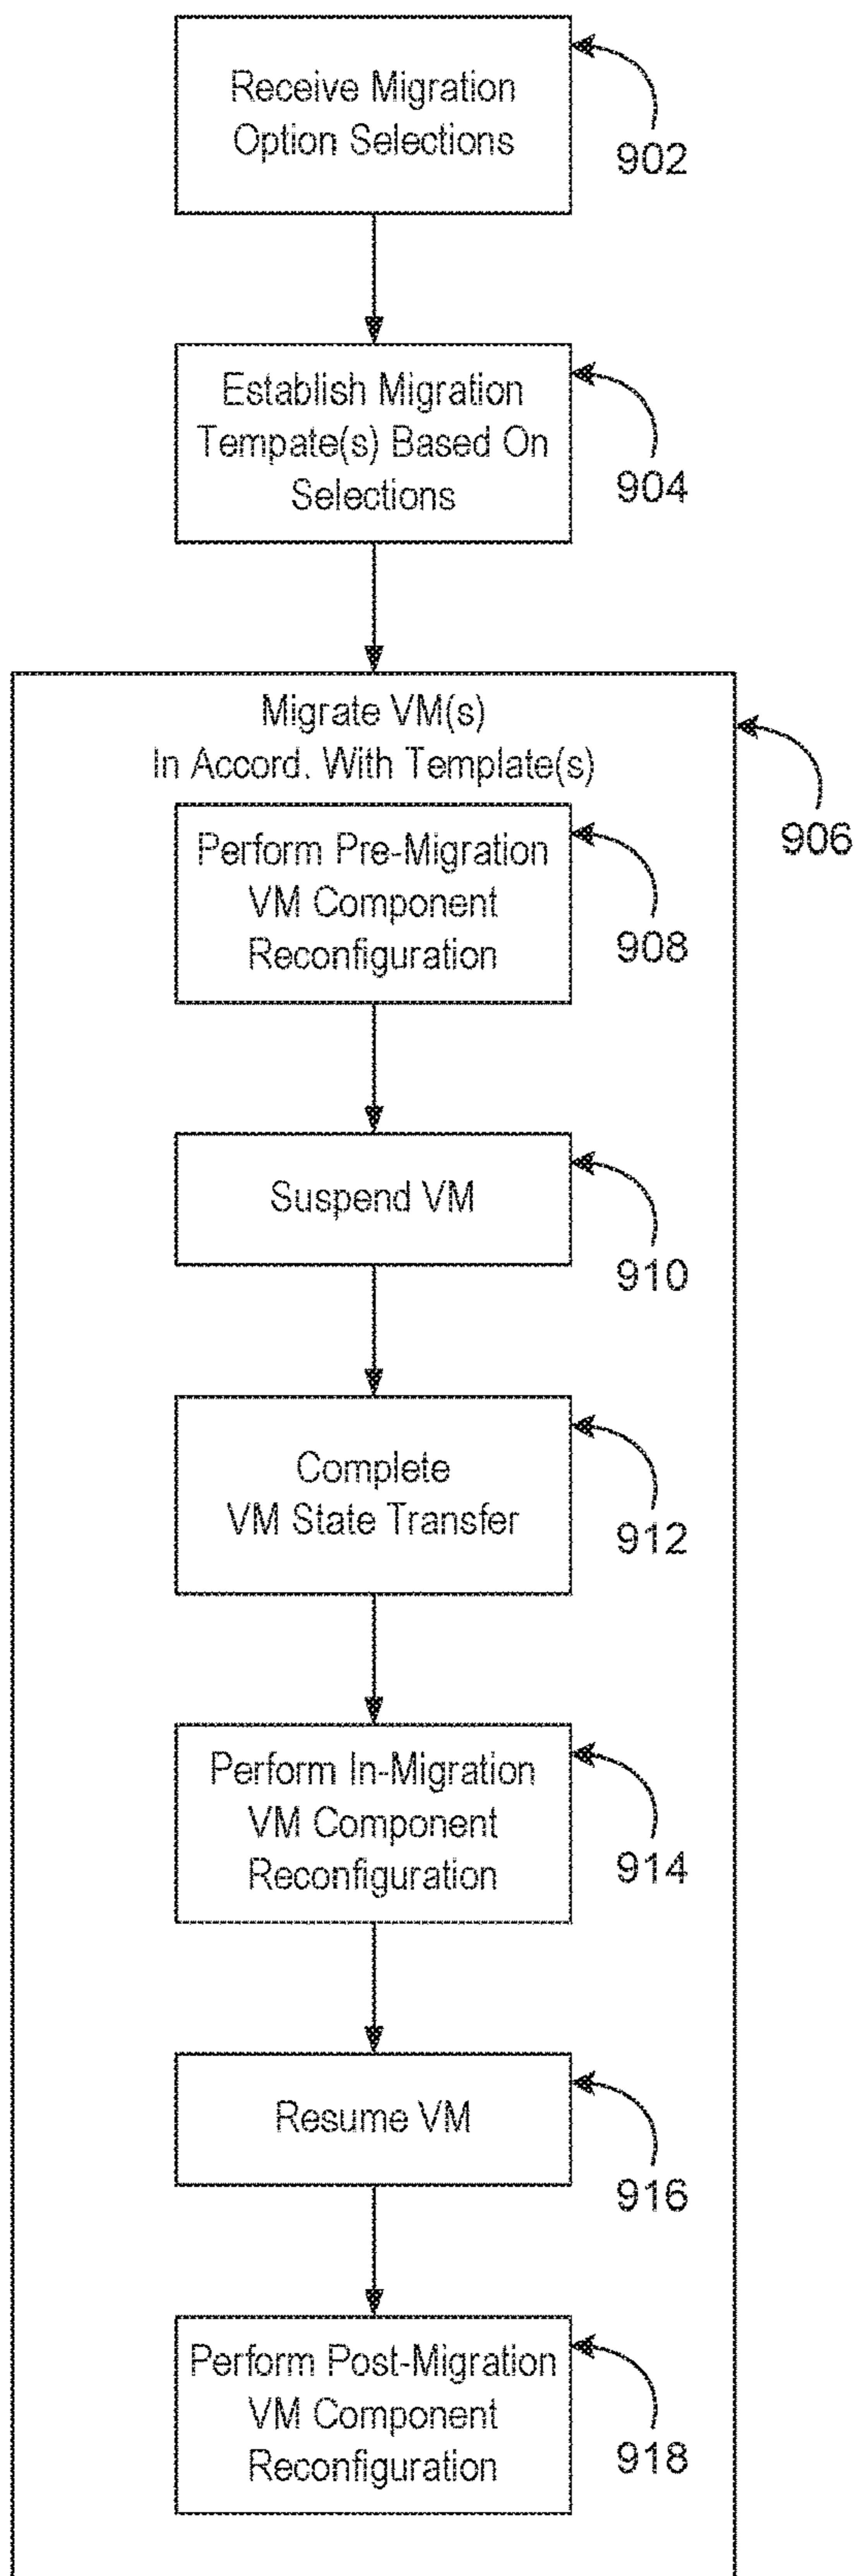 Receive Migration
Option Selections
902
Establish Migration
Tempate(s) Based On
Selections
904
Migrate VM(s)
In Accord. With Template(s)
906
Perform Pre-Migration
VM Component
Reconfiguration
908
Suspend VM
910
Complete
VM State Transfer
912
Perform In-Migration
VM Component
Reconfiguration
914
Resume VM
916
Perform Post-Migration
VM Component
Reconfiguration
918